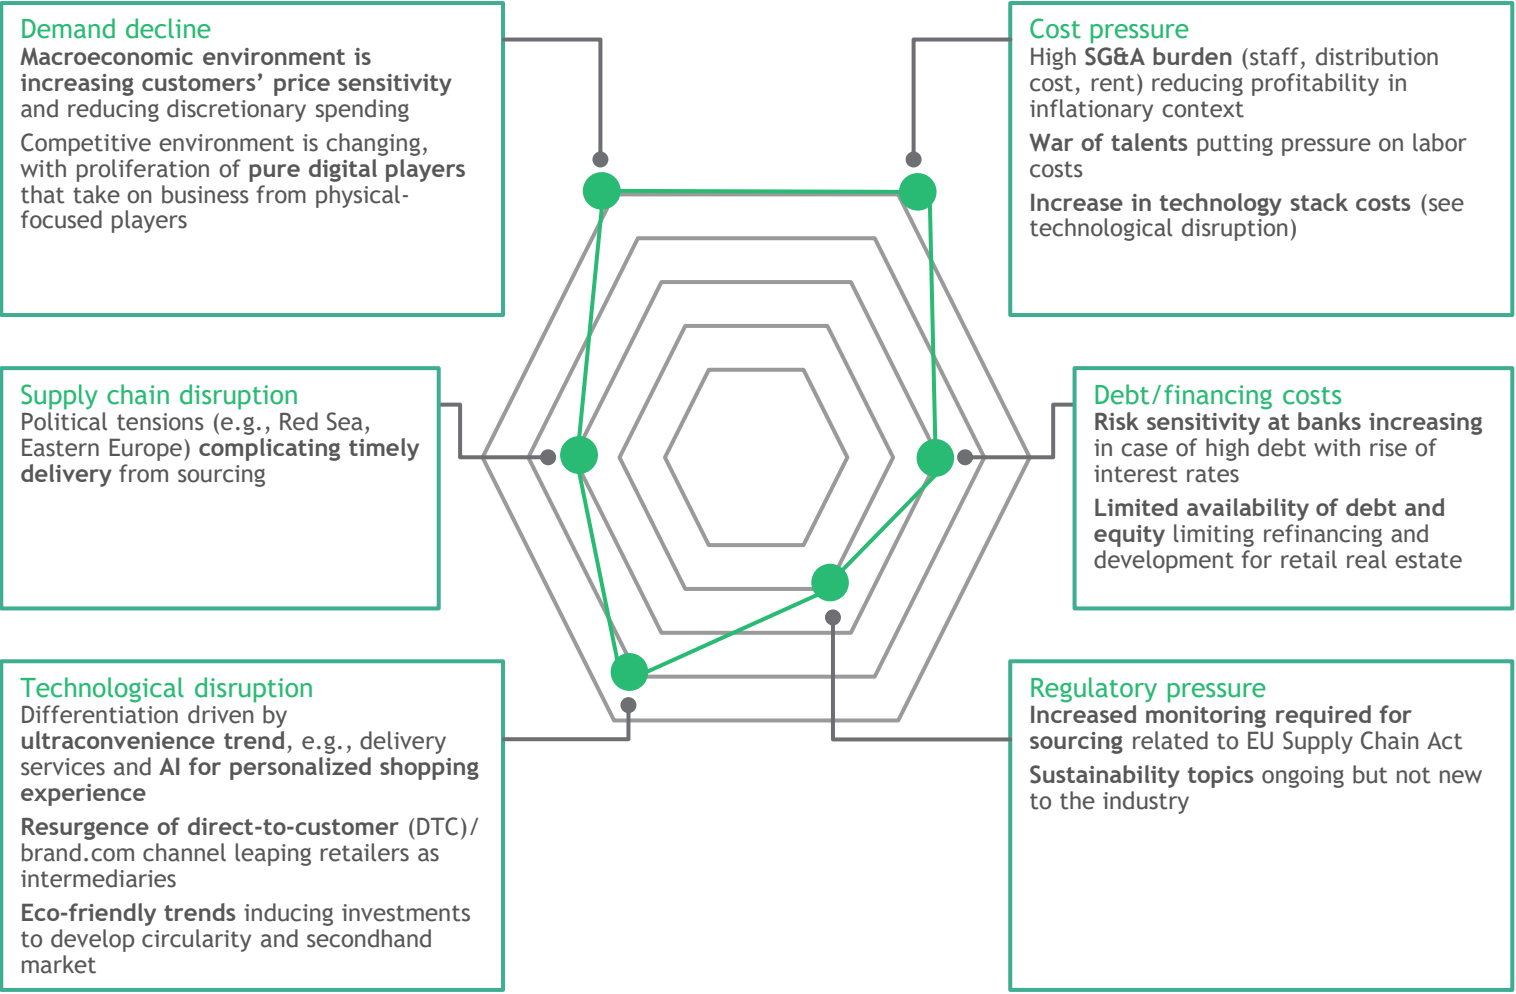 Demand decline
Macroeconomic environment is
increasing customers’ price sensitivity
and reducing discretionary spending
Competitive environment is changing,
with proliferation of pure digital players
that take on business from physical-
focused players
Cost pressure
High SG&A burden (staff, distribution
cost, rent) reducing profitability in
inflationary context
War of talents putting pressure on labor
costs
Increase in technology stack costs (see
technological disruption)
Supply chain disruption
Political tensions (e.g., Red Sea,
Eastern Europe) complicating timely
delivery from sourcing
Debt/financing costs
Risk sensitivity at banks increasing
in case of high debt with rise of
interest rates
Limited availability of debt and
equity limiting refinancing and
development for retail real estate
Technological disruption
Differentiation driven by
ultraconvenience trend, e.g., delivery
services and AI for personalized shopping
experience
Resurgence of direct-to-customer (DTC)/
brand.com channel leaping retailers as
intermediaries
Eco-friendly trends inducing investments
to develop circularity and secondhand
market
Regulatory pressure
Increased monitoring required for
sourcing related to EU Supply Chain Act
Sustainability topics ongoing but not new
to the industry